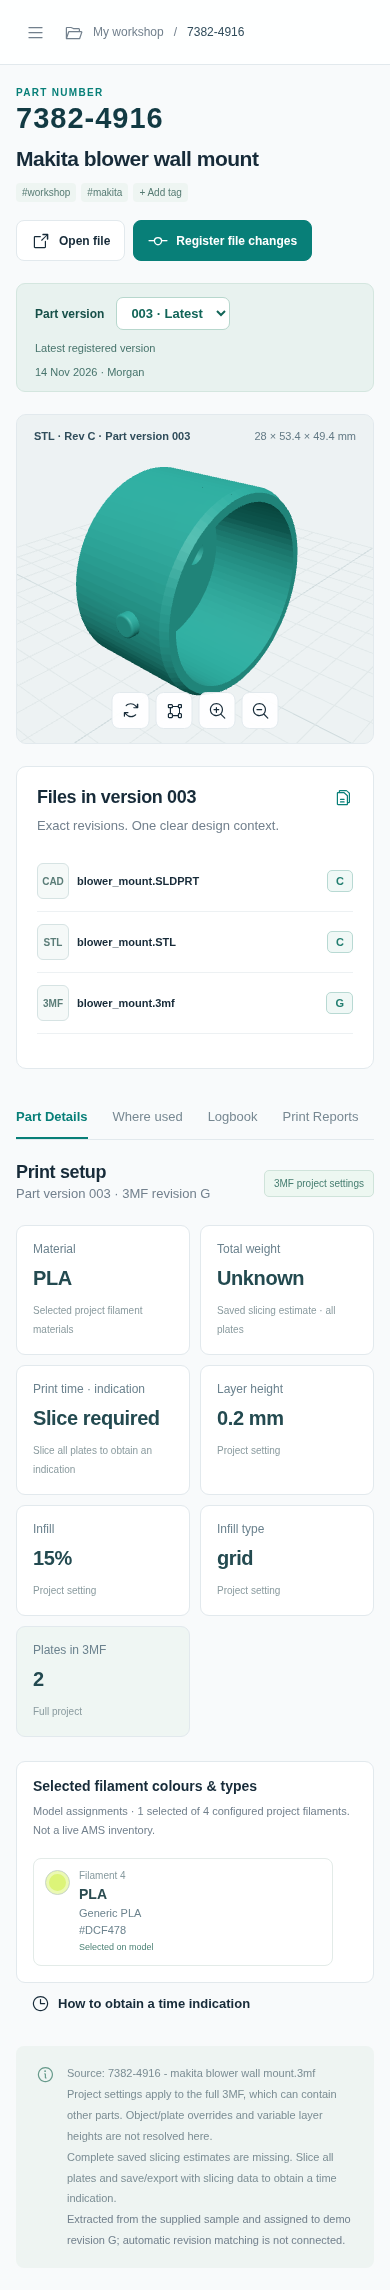 My workshop / 7382-4916
PART NUMBER
7382-4916
Makita blower wall mount
#workshop #makita + Add tag
Open file Register file changes
Part version 003 · Latest
Latest registered version
14 Nov 2026 · Morgan
STL · Rev C · Part version 003 28 × 53.4 × 49.4 mm
Files in version 003
Exact revisions. One clear design context.
CAD blower_mount.SLDPRT C
STL blower_mount.STL C
3MF blower_mount.3mf G
Part Details Where used Logbook Print Reports
Print setup
Part version 003 · 3MF revision G
3MF project settings
Material
PLA
Selected project filament
materials
Total weight
Unknown
Saved slicing estimate · all
plates
Print time · indication
Slice required
Slice all plates to obtain an
indication
Layer height
0.2 mm
Project setting
Infill
15%
Project setting
Infill type
grid
Project setting
Plates in 3MF
2
Full project
Selected filament colours & types
Model assignments · 1 selected of 4 configured project filaments.
Not a live AMS inventory.
Filament 4
PLA
Generic PLA
#DCF478
Selected on model
How to obtain a time indication
Source: 7382-4916 - makita blower wall mount.3mf
Project settings apply to the full 3MF, which can contain
other parts. Object/plate overrides and variable layer
heights are not resolved here.
Complete saved slicing estimates are missing. Slice all
plates and save/export with slicing data to obtain a time
indication.
Extracted from the supplied sample and assigned to demo
revision G; automatic revision matching is not connected.